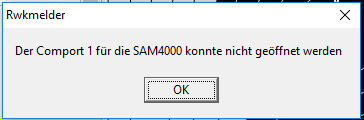 Rwkmelder
Der Comport 1 für die SAM4000 konnte nicht geöffnet werden
OK